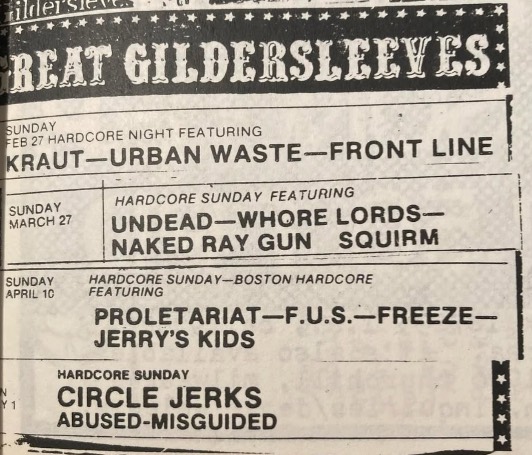 REAT GILDERSLEEVES
SUNDAY
FEB 27 HARDCORE NIGHT FEATURING
KRAUT—URBAN WASTE—FRONT LINE
SUNDAY
MARCH 27
HARDCORE SUNDAY FEATURING
UNDEAD—WHORE LORDS—
NAKED RAY GUN SQUIRM
SUNDAY
APRIL 10
HARDCORE SUNDAY—BOSTON HARDCORE
FEATURING
PROLETARIAT—F.U.S.—FREEZE—
JERRY'S KIDS
N
Y 1
HARDCORE SUNDAY
CIRCLE JERKS
ABUSED-MISGUIDED